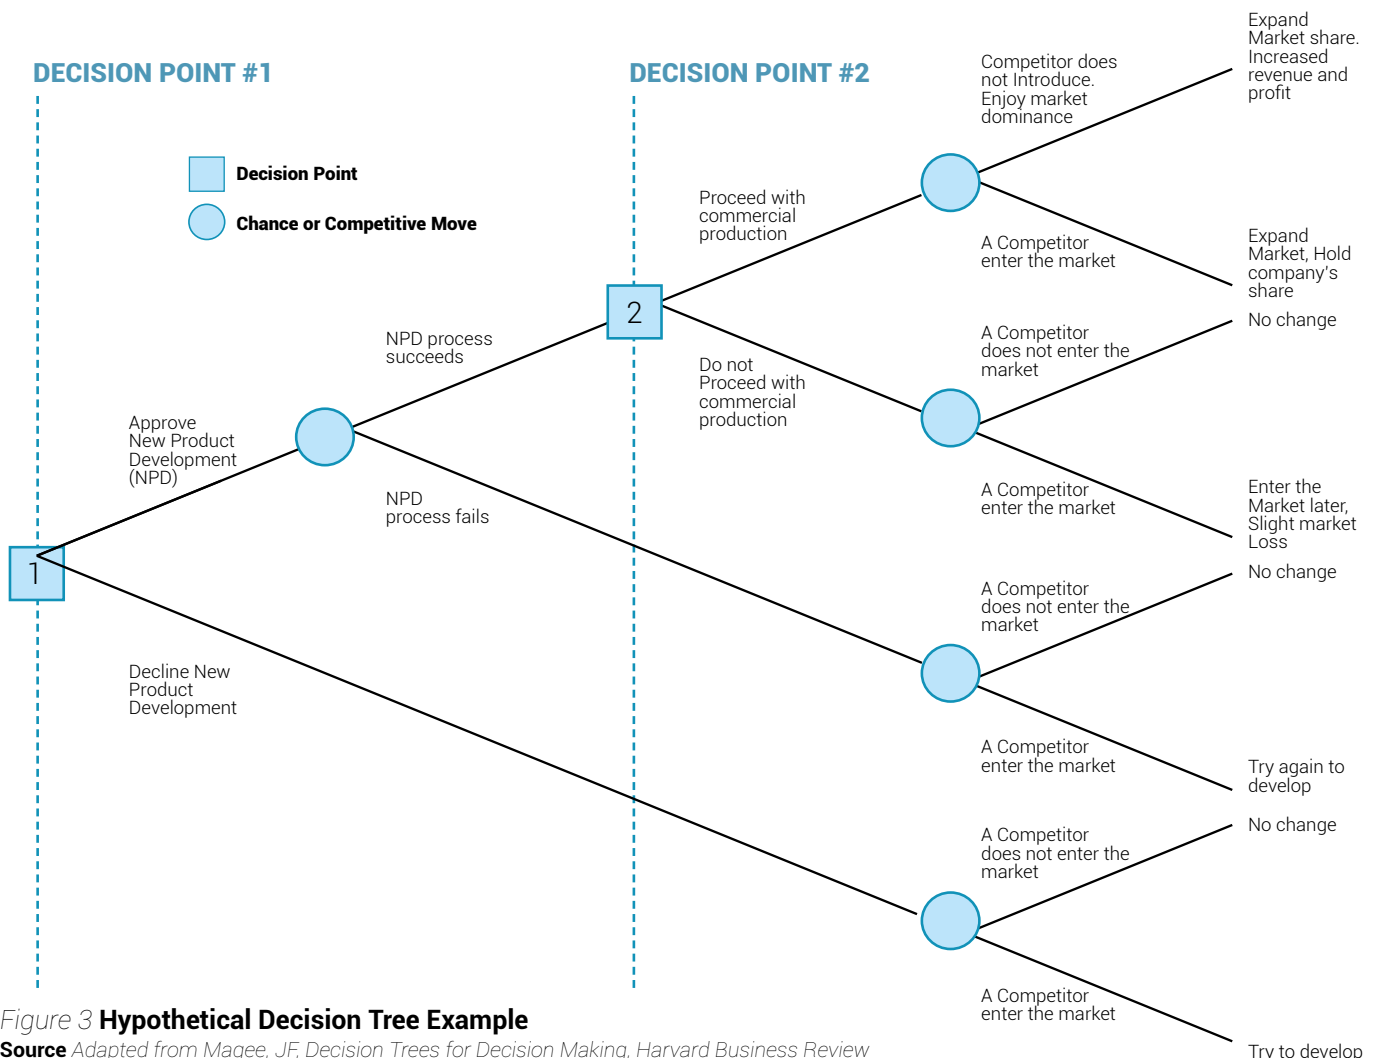 DECISION POINT #1
DECISION POINT #2
Decision Point
Chance or Competitive Move
Approve
New Product
Development
(NPD)
1
Decline New
Product
Development
NPD process
succeeds
NPD
process fails
2
Proceed with
commercial
production
Do not
Proceed with
commercial
production
Competitor does
not Introduce.
Enjoy market
dominance
A Competitor
enter the market
A Competitor
does not enter the
market
A Competitor
enter the market
A Competitor
does not enter the
market
A Competitor
enter the market
A Competitor
does not enter the
market
A Competitor
enter the market
Expand
Market share.
Increased
revenue and
profit
Expand
Market, Hold
company's
share
No change
Enter the
Market later,
Slight market
Loss
No change
Try again to
develop
No change
Try to develop
Figure 3 Hypothetical Decision Tree Example
Source Adapted from Magee, JF, Decision Trees for Decision Making, Harvard Business Review